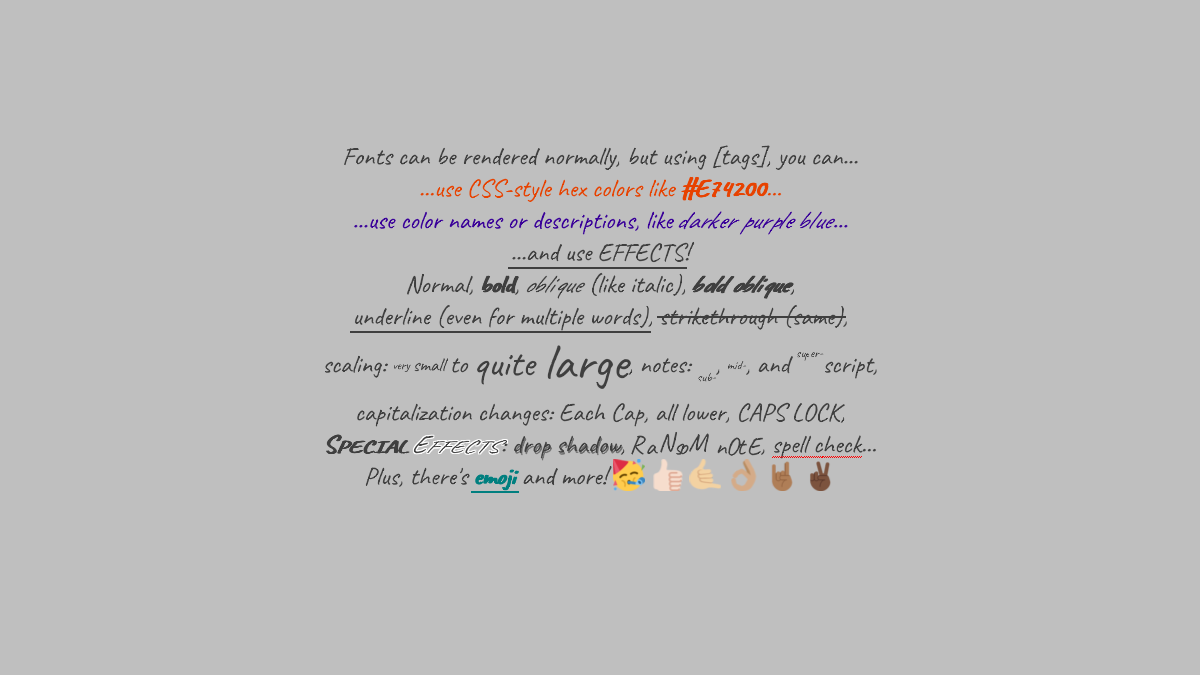 Fonts can be rendered normally, but using [tags], you can...
...use CSS-style hex colors like #E74200...
...use color names or descriptions, like darker purple blue...
...and use EFFECTS!
Normal, bold, oblique (like italic), bold oblique,
underline (even for multiple words), strikethrough (same),
scaling: very small to quite large, notes: sub-, mid-, and super- script,
capitalization changes: Each Cap, all lower, CAPS LOCK,
SPECIAL EFFECTS: drop shadow, RaNdoM nOtE, spell check...
Plus, there's emoji and more! 🥳 👍🏻 🤙🏼 👌🏽 🤘🏾 ✌🏿